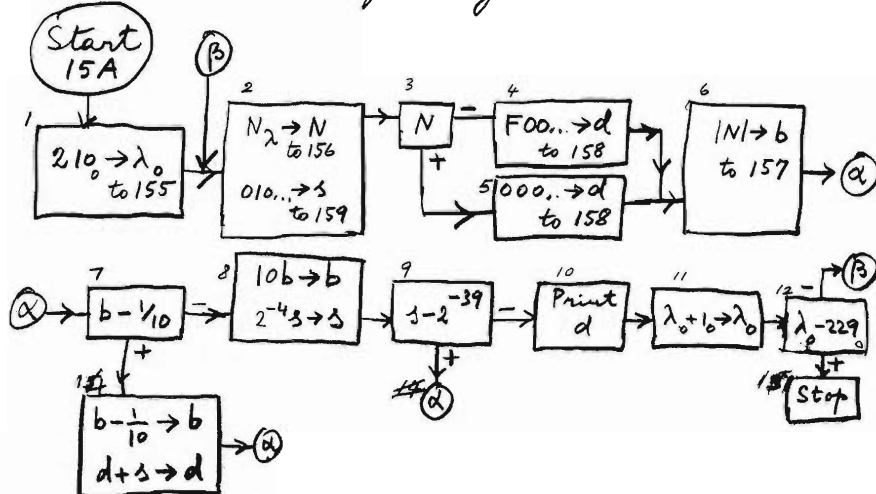 Start
15A
β
1
210₀ → λ₀
to 155
2
N_λ → N
to 156
010... → s
to 159
3
N
−
+
4
F00... → d
to 158
5
000... → d
to 158
6
|N| → b
to 157
α
α
7
b − 1/10
−
+
8
10b → b
2⁻⁴s → s
9
s − 2⁻³⁹
−
+
α
10
Print
d
11
λ₀ + 1₀ → λ₀
12
λ₀ − 229₀
−
β
+
Stop
b − 1/10 → b
d + s → d
α